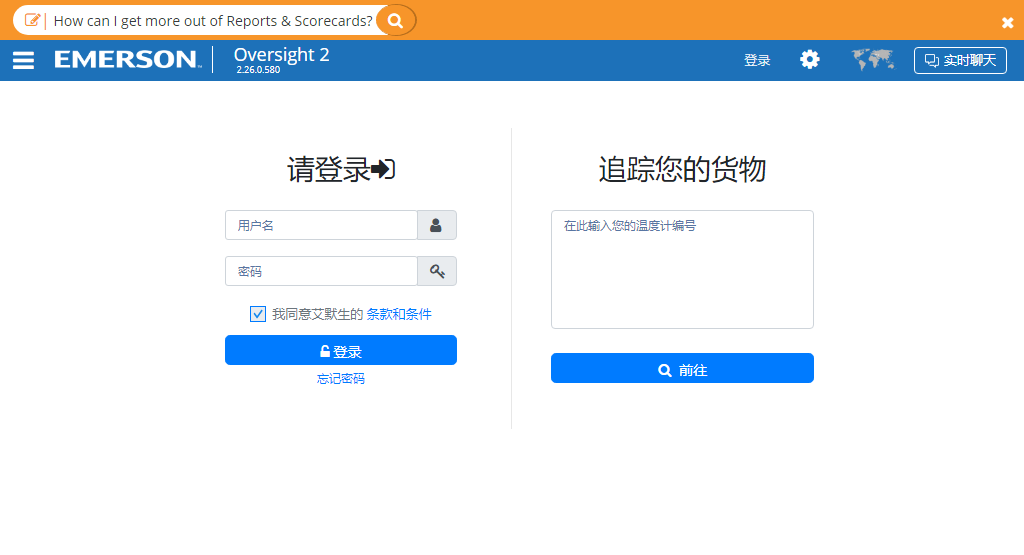 How can I get more out of Reports & Scorecards?
EMERSON™
Oversight 2
2.26.0.580
登录
实时聊天
请登录
用户名
密码
我同意艾默生的 条款和条件
登录
忘记密码
追踪您的货物
在此输入您的温度计编号
前往